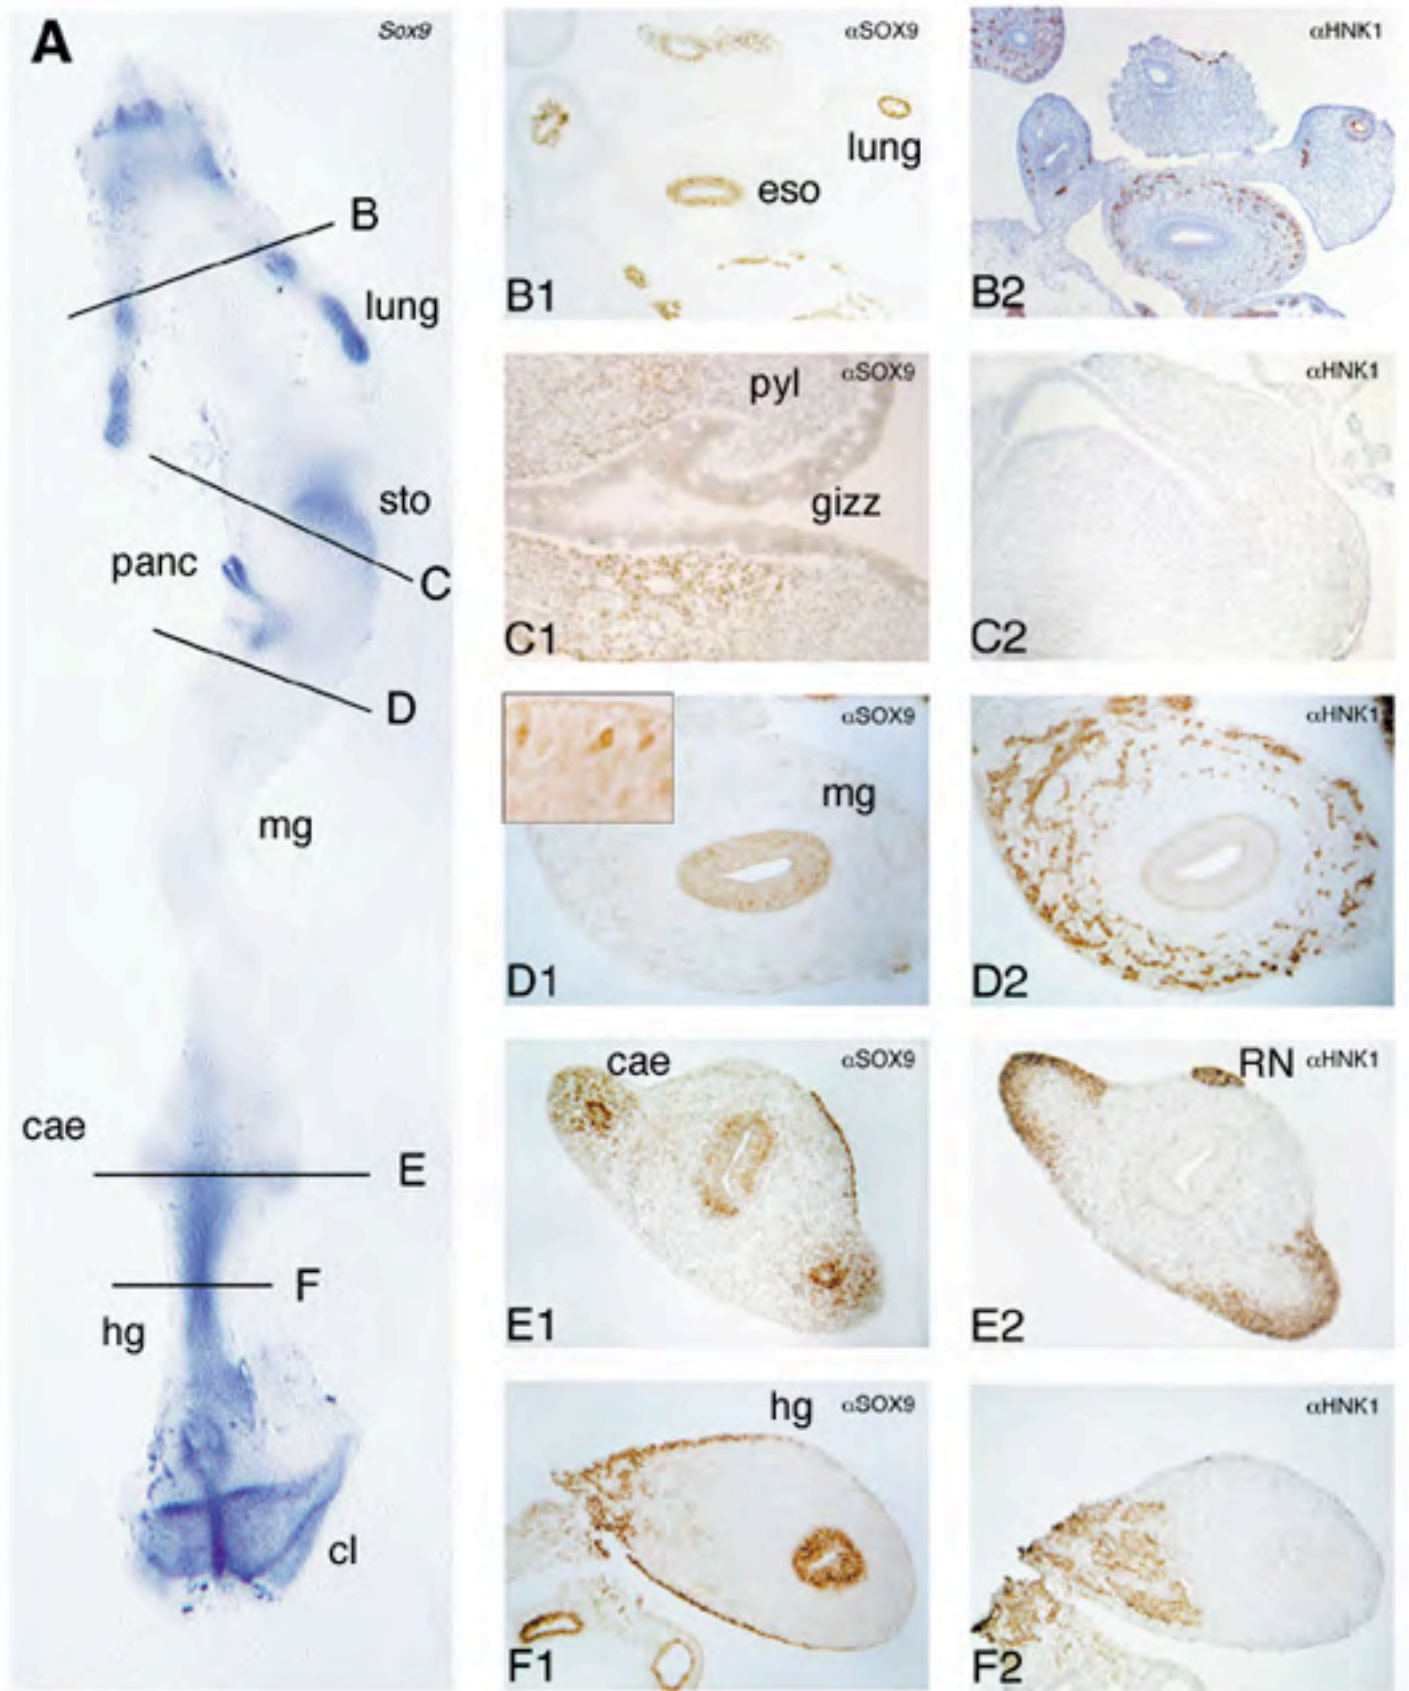 A
Sox9
B
lung
sto
panc
C
D
mg
cae
E
F
hg
cl
αSOX9
lung
eso
B1
αHNK1
B2
pyl αSOX9
gizz
C1
αHNK1
C2
αSOX9
mg
D1
αHNK1
D2
cae αSOX9
E1
RN αHNK1
E2
hg αSOX9
F1
αHNK1
F2